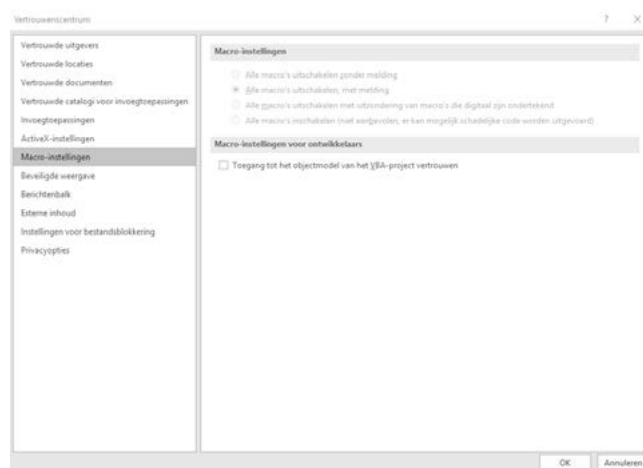 Vertrouwenscentrum
?
Vertrouwde uitgevers
Vertrouwde locaties
Vertrouwde documenten
Vertrouwde catalogi voor invoegtoepassingen
Invoegtoepassingen
ActiveX-instellingen
Macro-instellingen
Beveiligde weergave
Berichtenbalk
Externe inhoud
Instellingen voor bestandsblokkering
Privacyopties
Macro-instellingen
Alle macro's uitschakelen zonder melding
Alle macro's uitschakelen, met melding
Alle macro's uitschakelen met uitzondering van macro's die digitaal zijn ondertekend
Alle macro's inschakelen (niet aanbevolen, er kan mogelijk schadelijke code worden uitgevoerd)
Macro-instellingen voor ontwikkelaars
Toegang tot het objectmodel van het VBA-project vertrouwen
OK
Annuleren